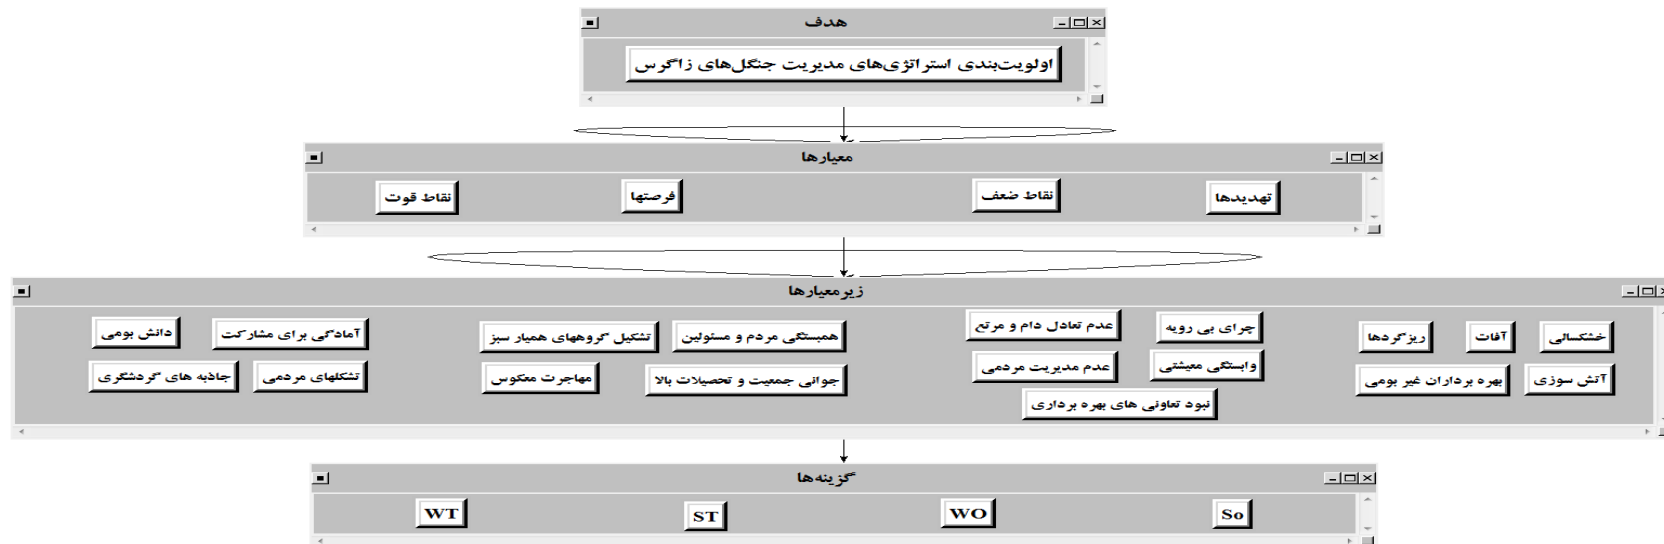 هدف
اولویت‌بندی استراتژی‌های مدیریت جنگل‌های زاگرس
معیارها
تهدیدها نقاط ضعف فرصتها نقاط قوت
زیرمعیارها
خشکسالی آفات ریزگردها چرای بی رویه عدم تعادل دام و مرتع همبستگی مردم و مسئولین تشکیل گروههای همیار سبز آمادگی برای مشارکت دانش بومی
آتش سوزی بهره برداران غیر بومی وابستگی معیشتی عدم مدیریت مردمی جوانی جمعیت و تحصیلات بالا مهاجرت معکوس تشکلهای مردمی جاذبه های گردشگری
نبود تعاونی های بهره برداری
گزینه‌ها
So WO ST WT